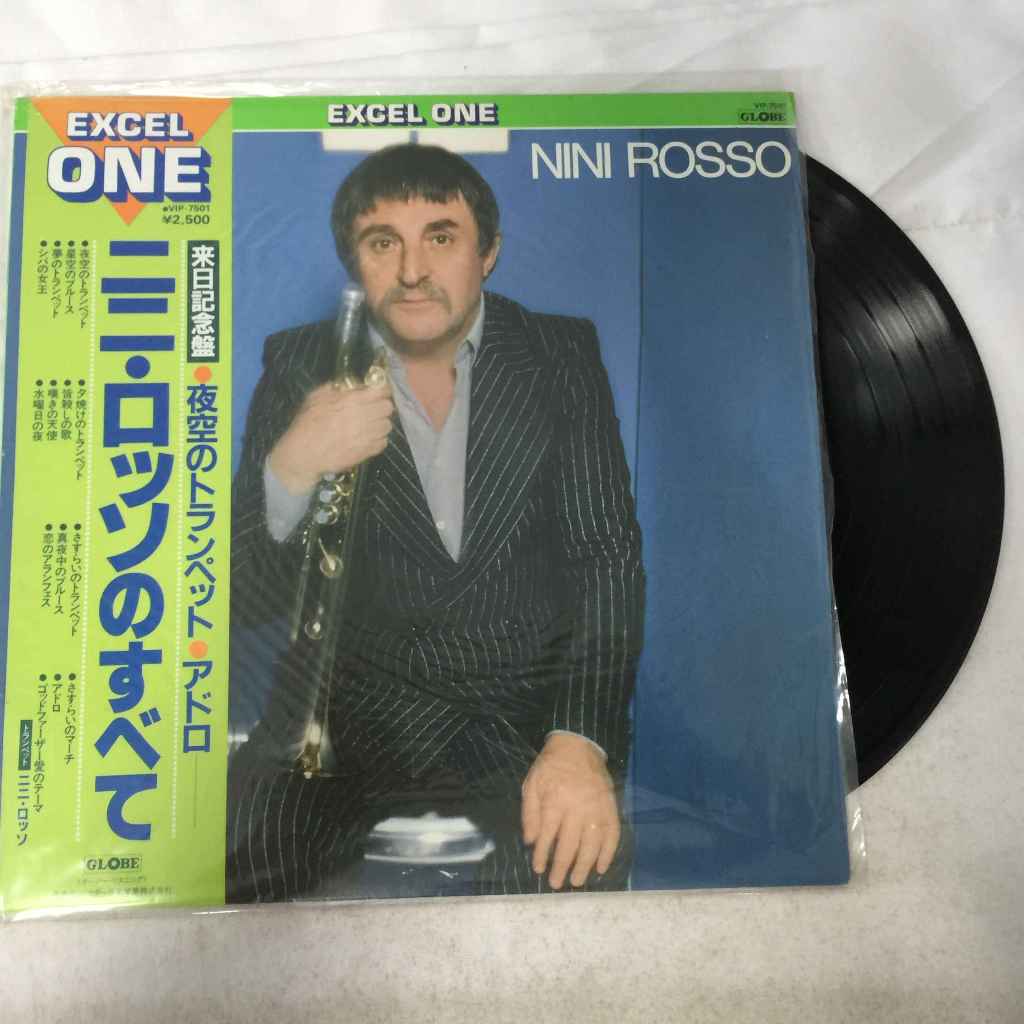 EXCEL
ONE
●VIP-7501
¥2,500
来日記念盤
●夜空のトランペット●アドロ
ニニ・ロッソのすべて
●夜空のトランペット
●星空のブルース
●夢のトランペット
●シバの女王
●夕焼けのトランペット
●皆殺しの歌
●嘆きの天使
●水曜日の夜
●さすらいのトランペット
●真夜中のブルース
●恋のアランフェス
●さすらいのマーチ
●アドロ
●ゴッドファーザー愛のテーマ
トランペット ニニ・ロッソ
GLOBE
EXCEL ONE
VIP-7501
GLOBE
NINI ROSSO